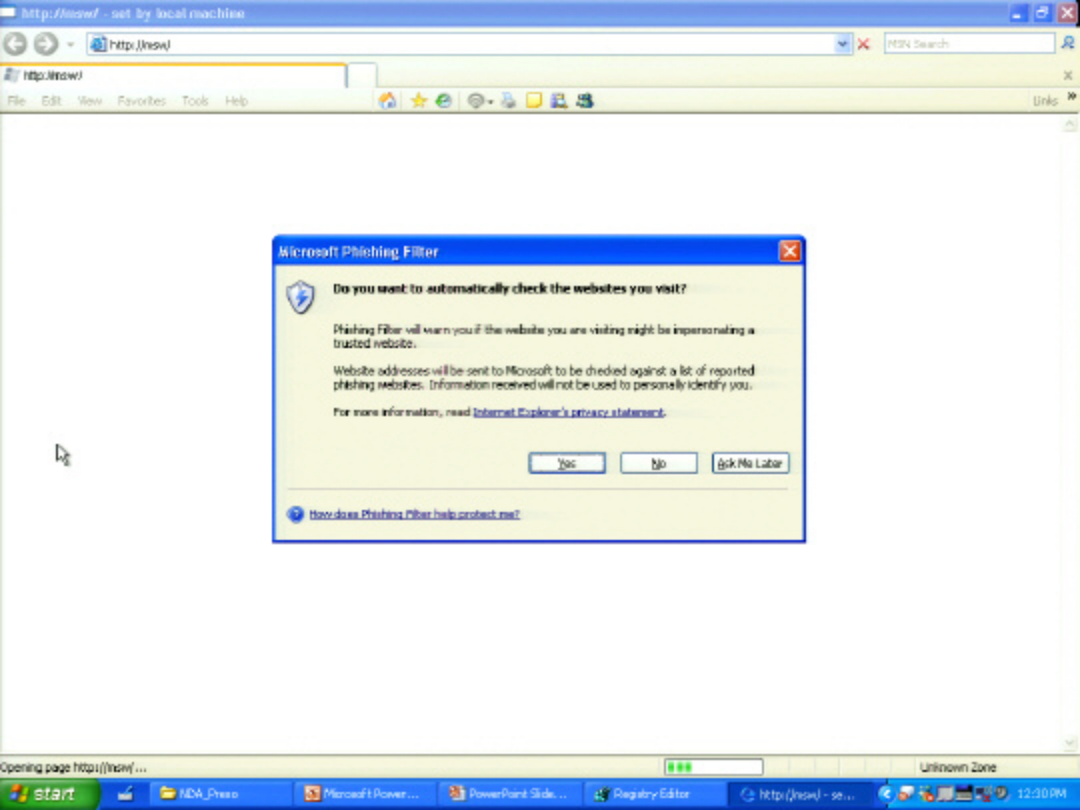 http://msw/ - set by local machine
http://msw/
MSN Search
http://msw/
File Edit View Favorites Tools Help
Links »
Microsoft Phishing Filter
Do you want to automatically check the websites you visit?
Phishing Filter will warn you if the website you are visiting might be impersonating a
trusted website.
Website addresses will be sent to Microsoft to be checked against a list of reported
phishing websites. Information received will not be used to personally identify you.
For more information, read Internet Explorer's privacy statement.
Yes No Ask Me Later
How does Phishing Filter help protect me?
Opening page http://msw/...
Unknown Zone
start NDA_Preso Microsoft Power... PowerPoint Slide... Registry Editor http://msw/ - se... 12:30 PM